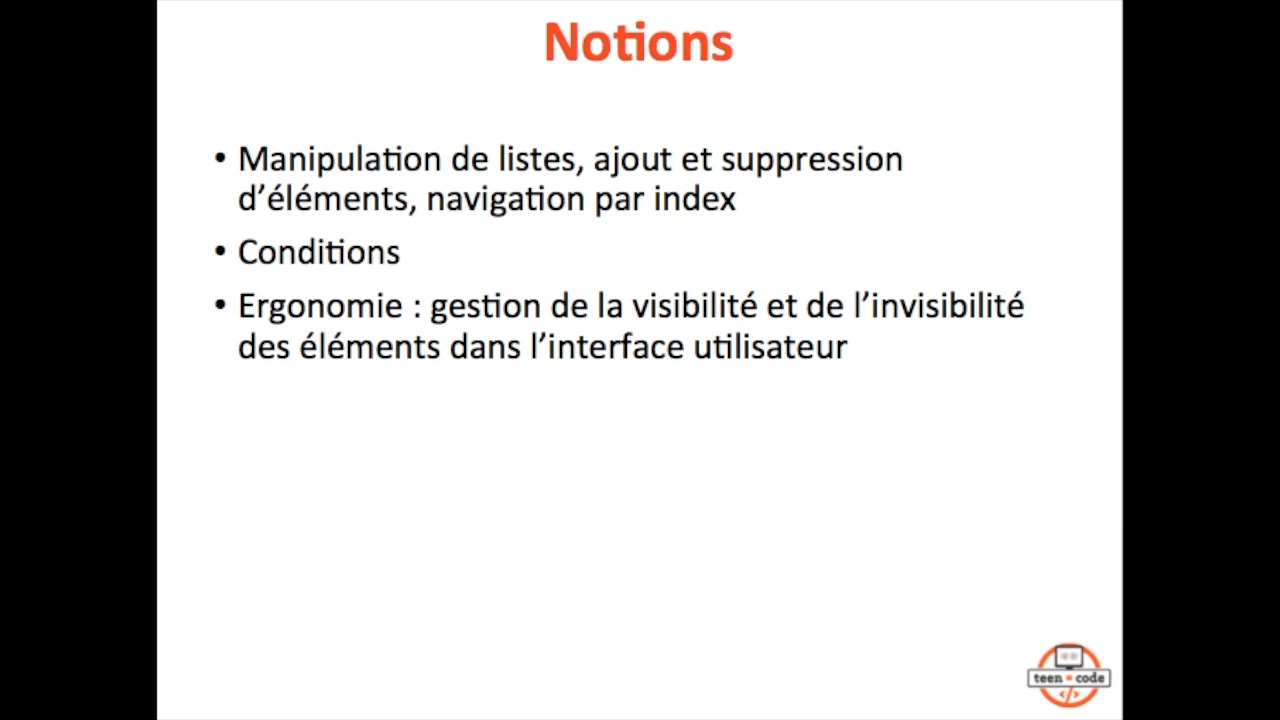 Notions
• Manipulation de listes, ajout et suppression
d’éléments, navigation par index
• Conditions
• Ergonomie : gestion de la visibilité et de l’invisibilité
des éléments dans l’interface utilisateur
teen = code
</>